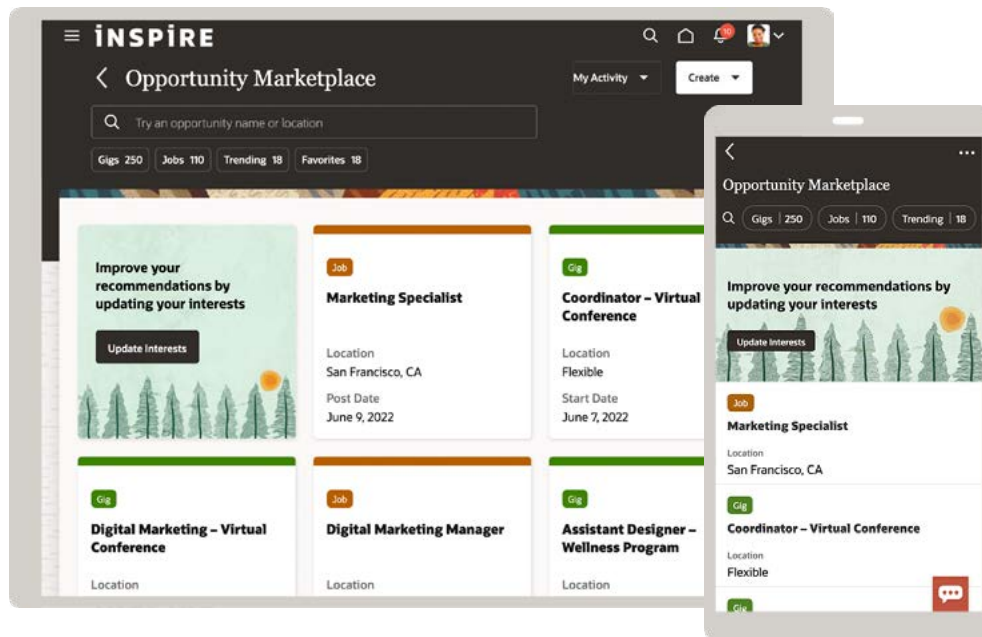 iNSPiRE
10
Opportunity Marketplace
My Activity
Create
Try an opportunity name or location
Gigs 250
Jobs 110
Trending 18
Favorites 18
Improve your
recommendations by
updating your interests
Update Interests
Job
Marketing Specialist
Location
San Francisco, CA
Post Date
June 9, 2022
Gig
Coordinator – Virtual
Conference
Location
Flexible
Start Date
June 7, 2022
Gig
Digital Marketing – Virtual
Conference
Location
Job
Digital Marketing Manager
Location
Gig
Assistant Designer –
Wellness Program
Location
Opportunity Marketplace
Gigs | 250
Jobs | 110
Trending | 18
Improve your recommendations by
updating your interests
Update Interests
Job
Marketing Specialist
Location
San Francisco, CA
Gig
Coordinator – Virtual Conference
Location
Flexible
Gig